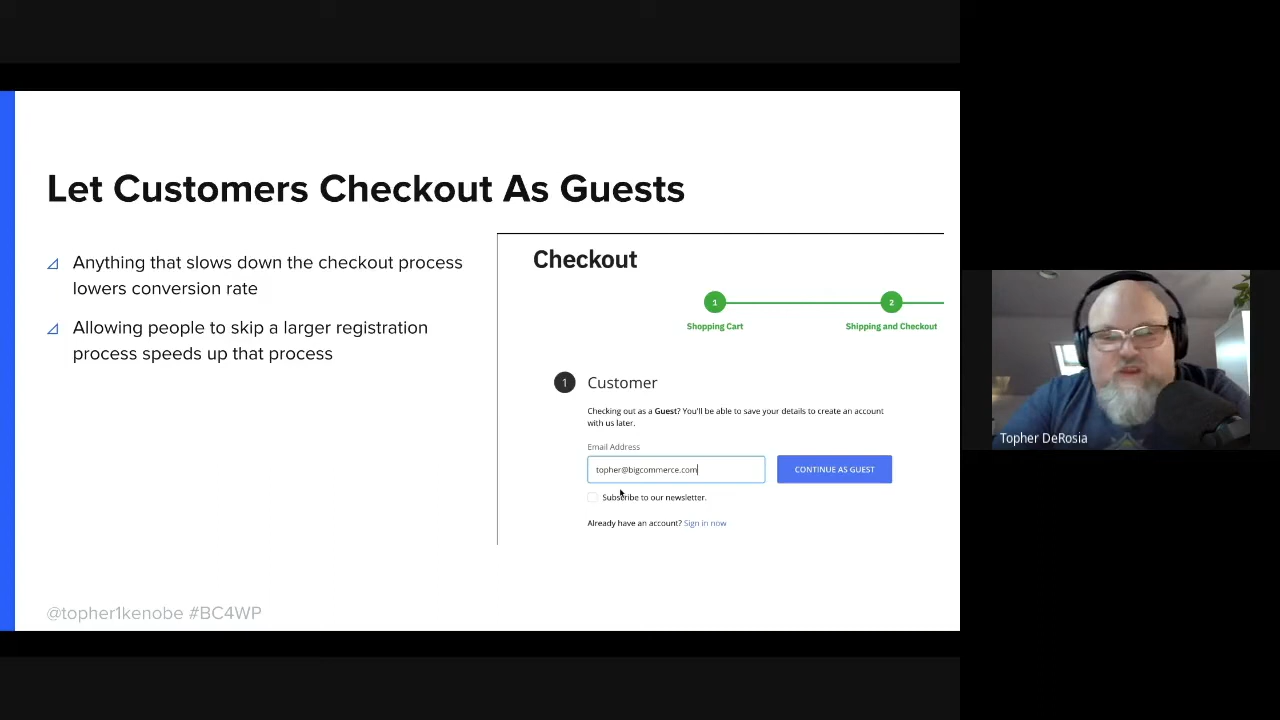 Let Customers Checkout As Guests
Anything that slows down the checkout process
lowers conversion rate
Allowing people to skip a larger registration
process speeds up that process
Checkout
1
2
Shopping Cart
Shipping and Checkout
1
Customer
Checking out as a Guest? You'll be able to save your details to create an account
with us later.
Email Address
topher@bigcommerce.com
CONTINUE AS GUEST
Subscribe to our newsletter.
Already have an account? Sign in now
@topher1kenobe #BC4WP
Topher DeRosia